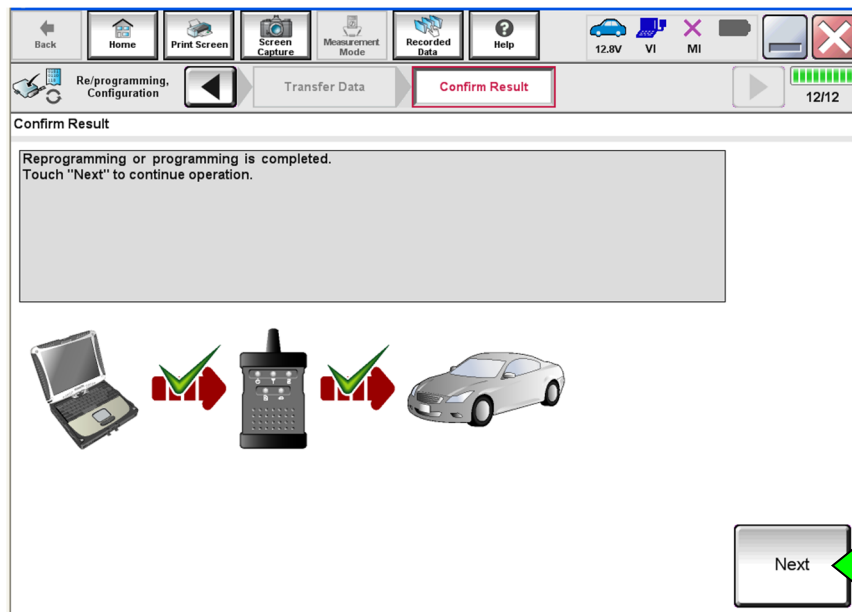 Back
Home
Print Screen
Screen
Capture
Measurement
Mode
Recorded
Data
Help
12.8V
VI
MI
Re/programming,
Configuration
Transfer Data
Confirm Result
12/12
Confirm Result
Reprogramming or programming is completed.
Touch "Next" to continue operation.
Next